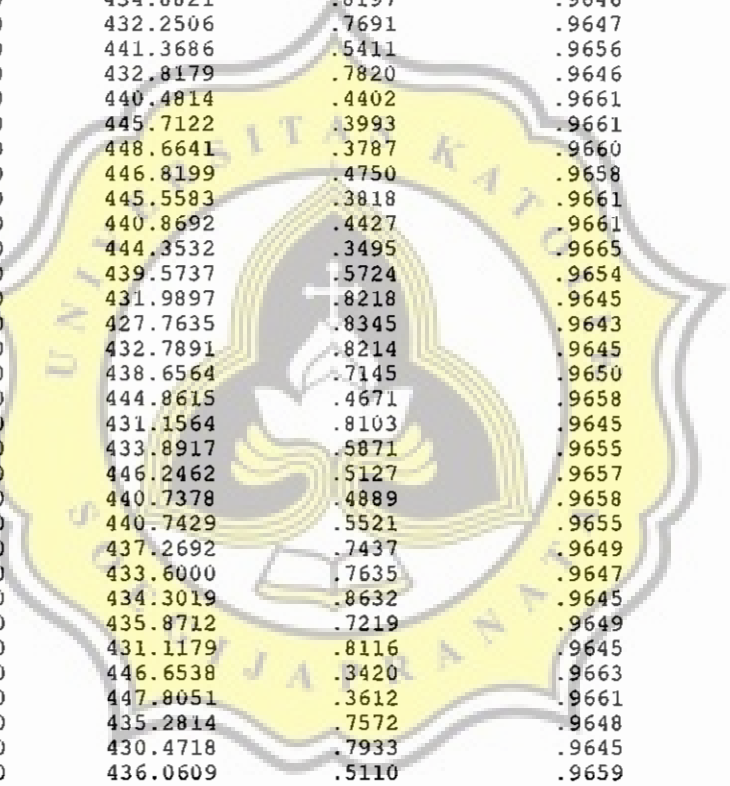 432.2506 .7691 .9647
441.3686 .5411 .9656
432.8179 .7820 .9646
440.4814 .4402 .9661
445.7122 .3993 .9661
448.6641 .3787 .9660
446.8199 .4750 .9658
445.5583 .3818 .9661
440.8692 .4427 .9661
444.3532 .3495 .9665
439.5737 .5724 .9654
431.9897 .8218 .9645
427.7635 .8345 .9643
432.7891 .8214 .9645
438.6564 .7145 .9650
444.8615 .4671 .9658
431.1564 .8103 .9645
433.8917 .5871 .9655
446.2462 .5127 .9657
440.7378 .4889 .9658
440.7429 .5521 .9655
437.2692 .7437 .9649
433.6000 .7635 .9647
434.3019 .8632 .9645
435.8712 .7219 .9649
431.1179 .8116 .9645
446.6538 .3420 .9663
447.8051 .3612 .9661
435.2814 .7572 .9648
430.4718 .7933 .9645
436.0609 .5110 .9659
UNIVERSITAS KATOLIK
SOEGIJAPRANATA